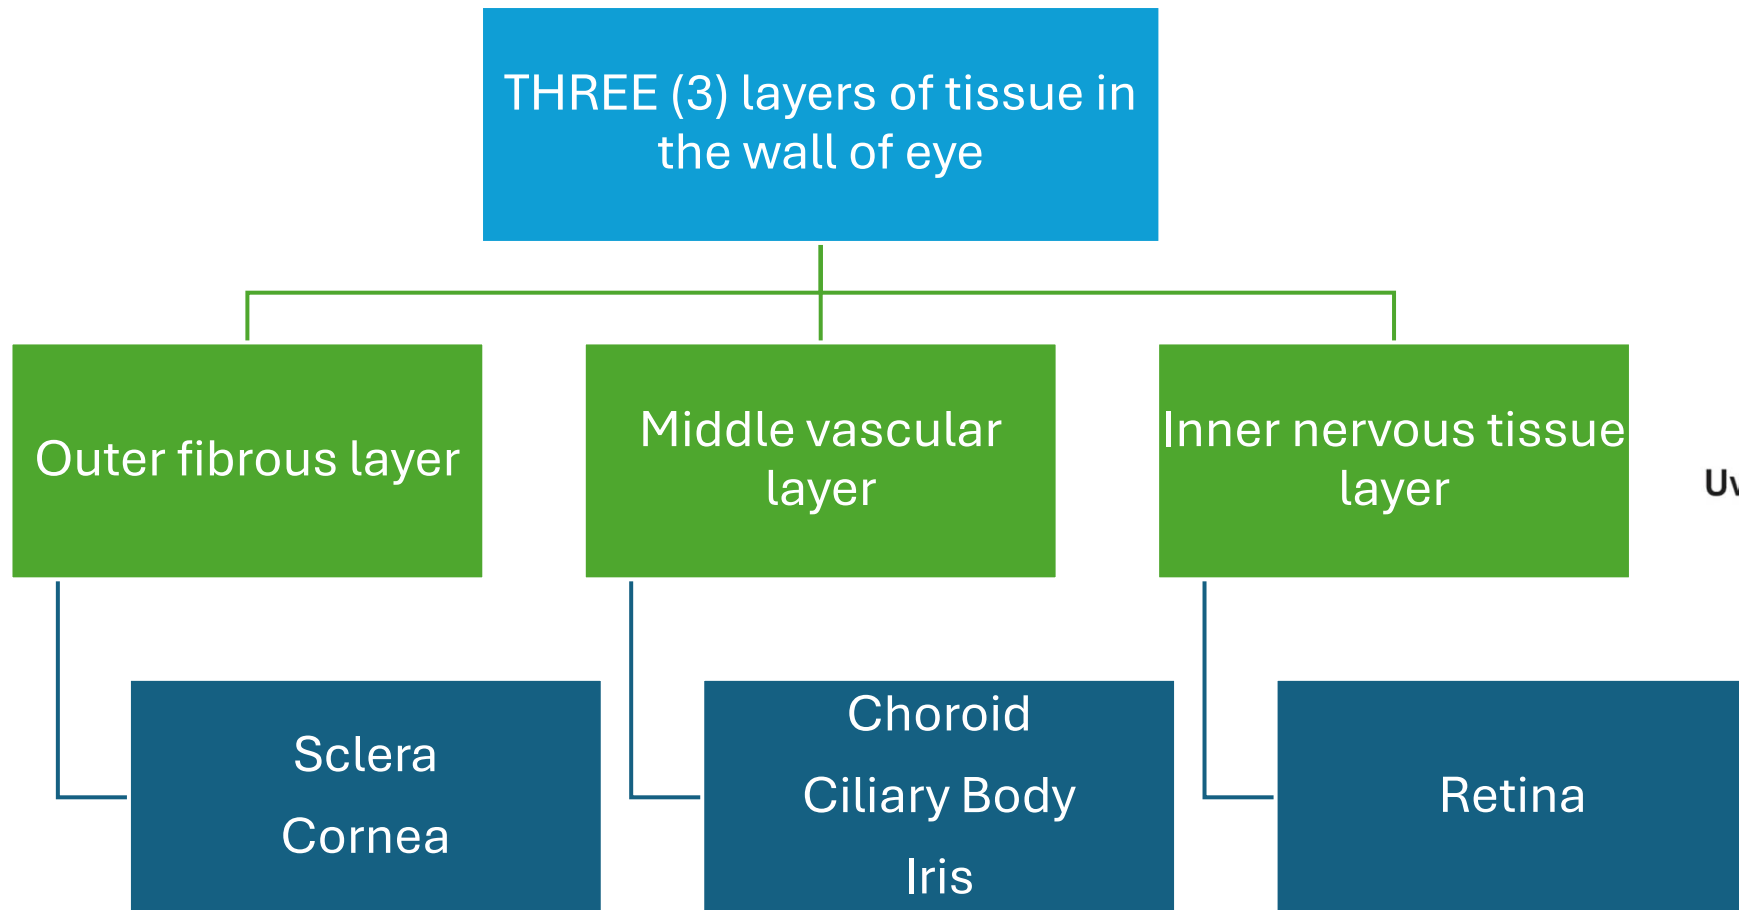 THREE (3) layers of tissue in
the wall of eye
Outer fibrous layer
Middle vascular
layer
Inner nervous tissue
layer
Sclera
Cornea
Choroid
Ciliary Body
Iris
Retina